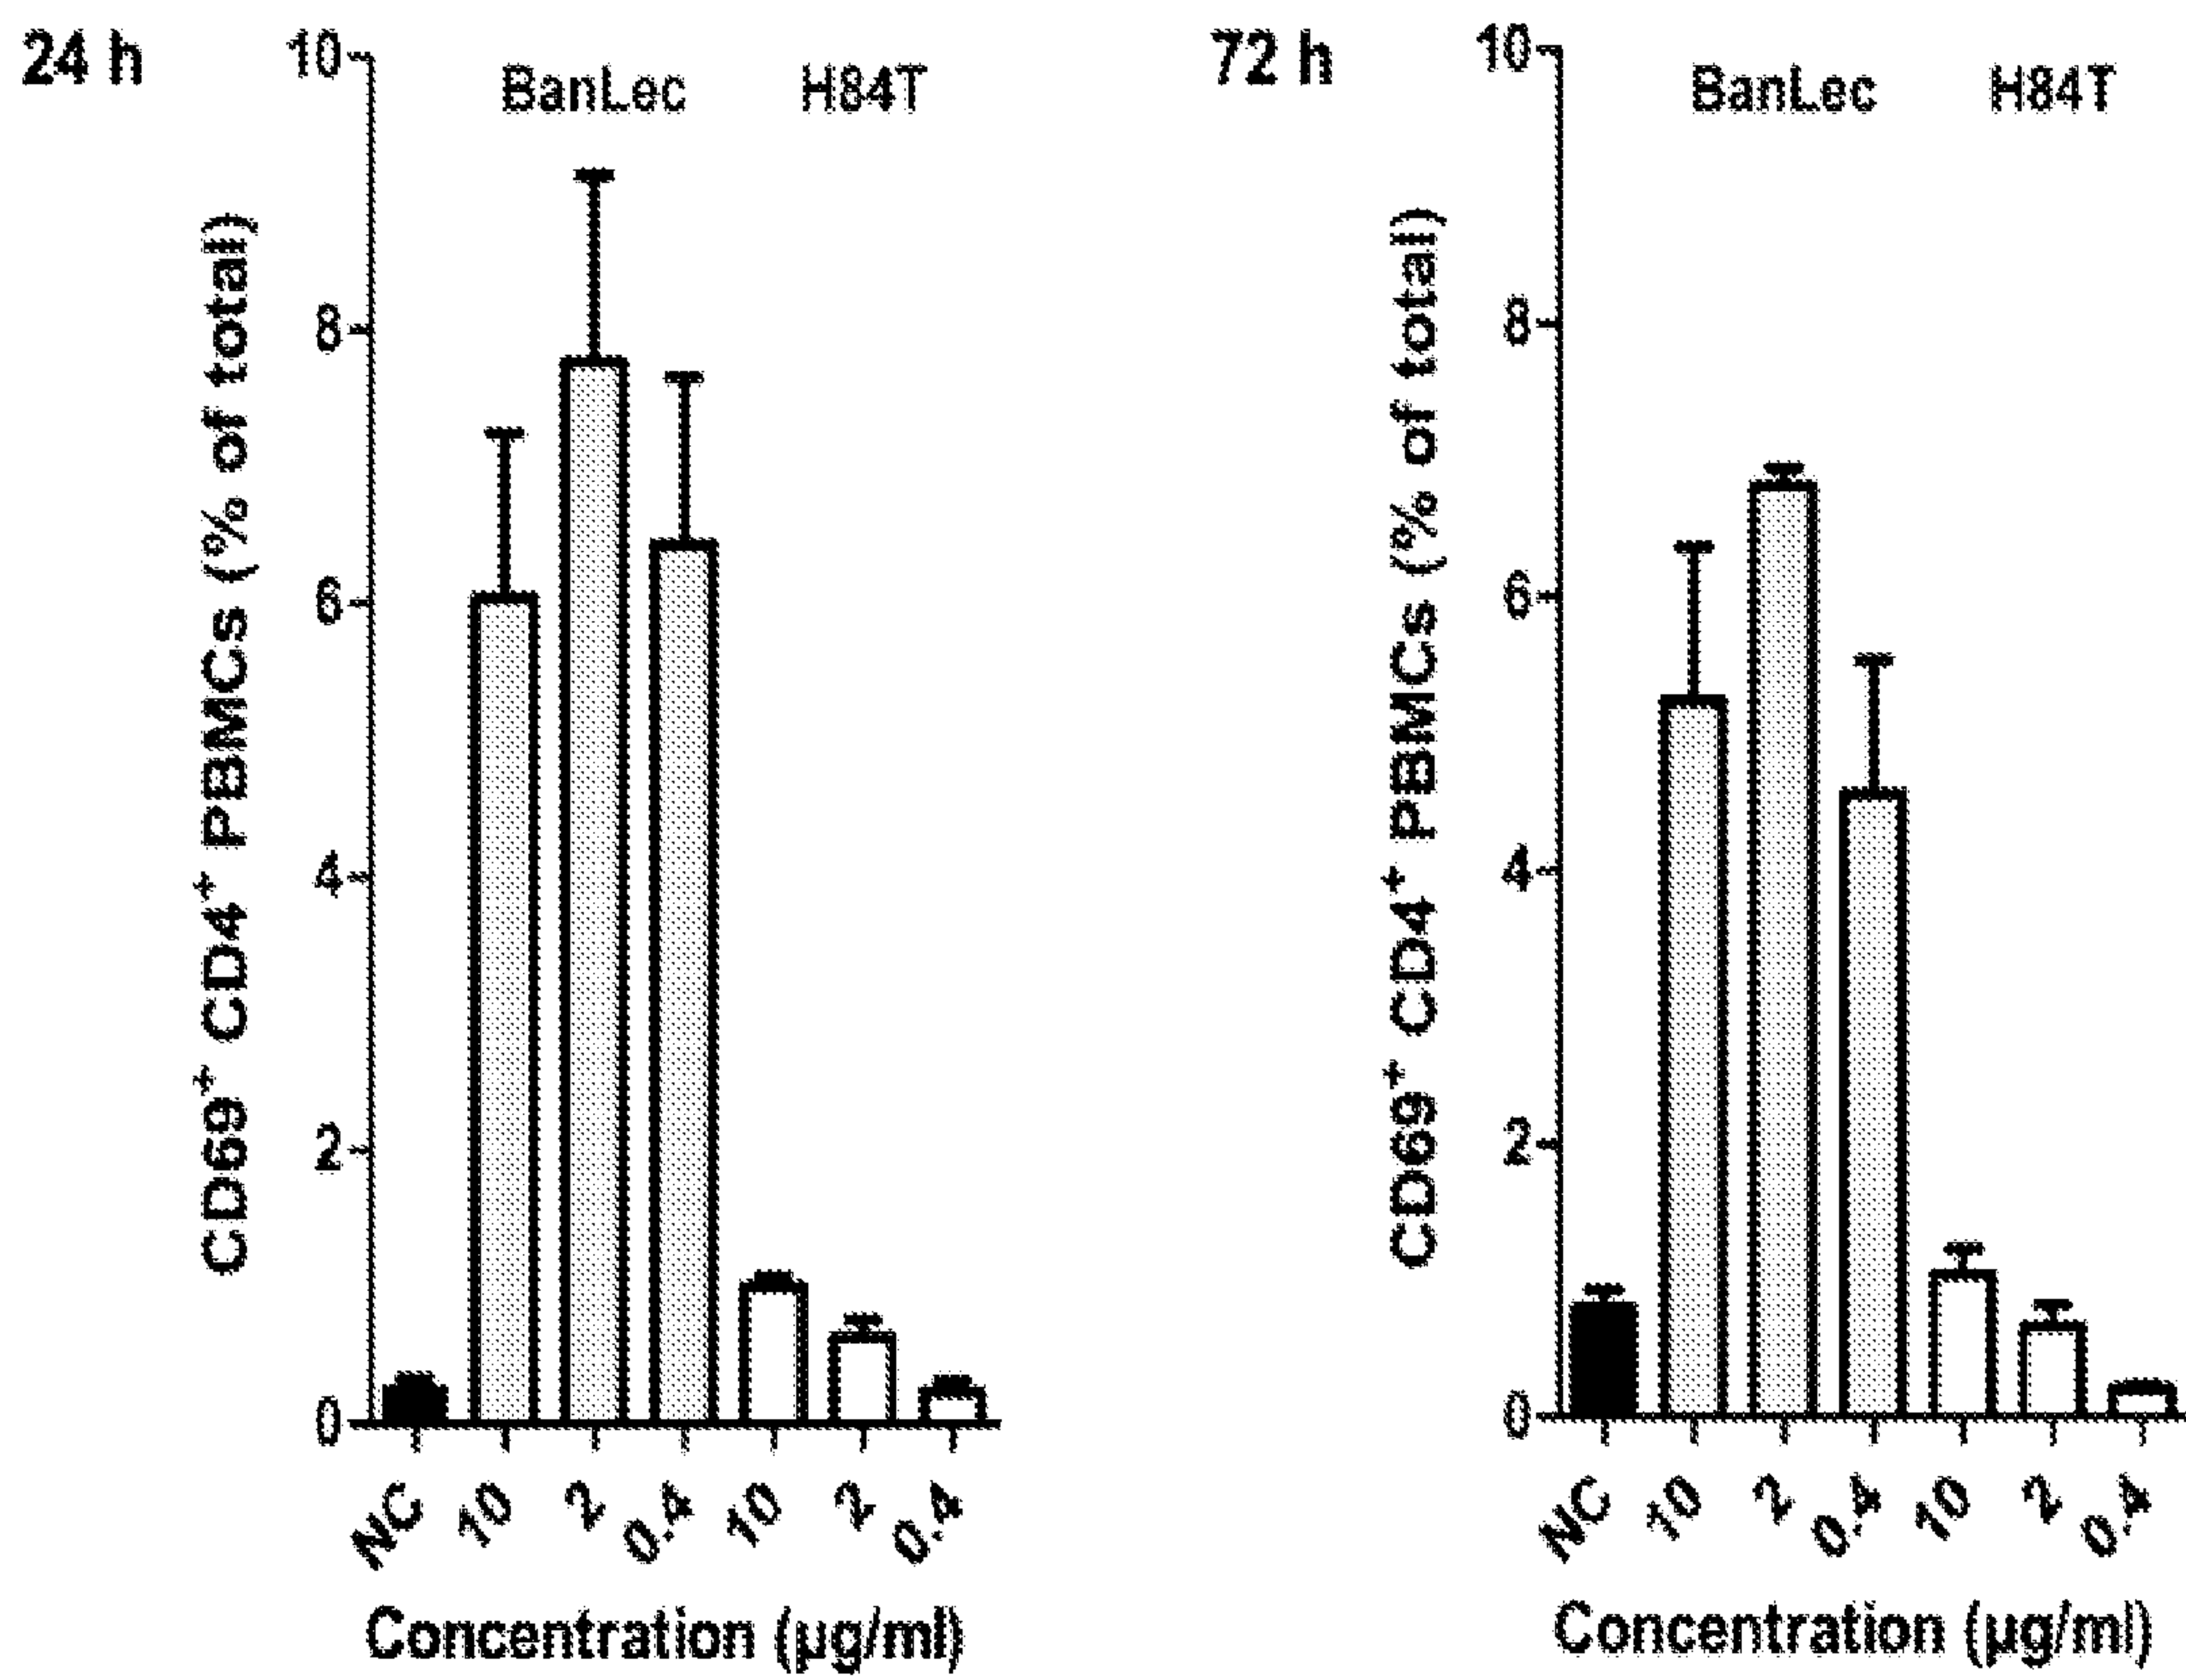 24 h
BanLec H84T
CD69⁺ CD4⁺ PBMCs (% of total)
10
8
6
4
2
0
NC 10 2 0.4 10 2 0.4
Concentration (µg/ml)
72 h
BanLec H84T
CD69⁺ CD4⁺ PBMCs (% of total)
10
8
6
4
2
0
NC 10 2 0.4 10 2 0.4
Concentration (µg/ml)